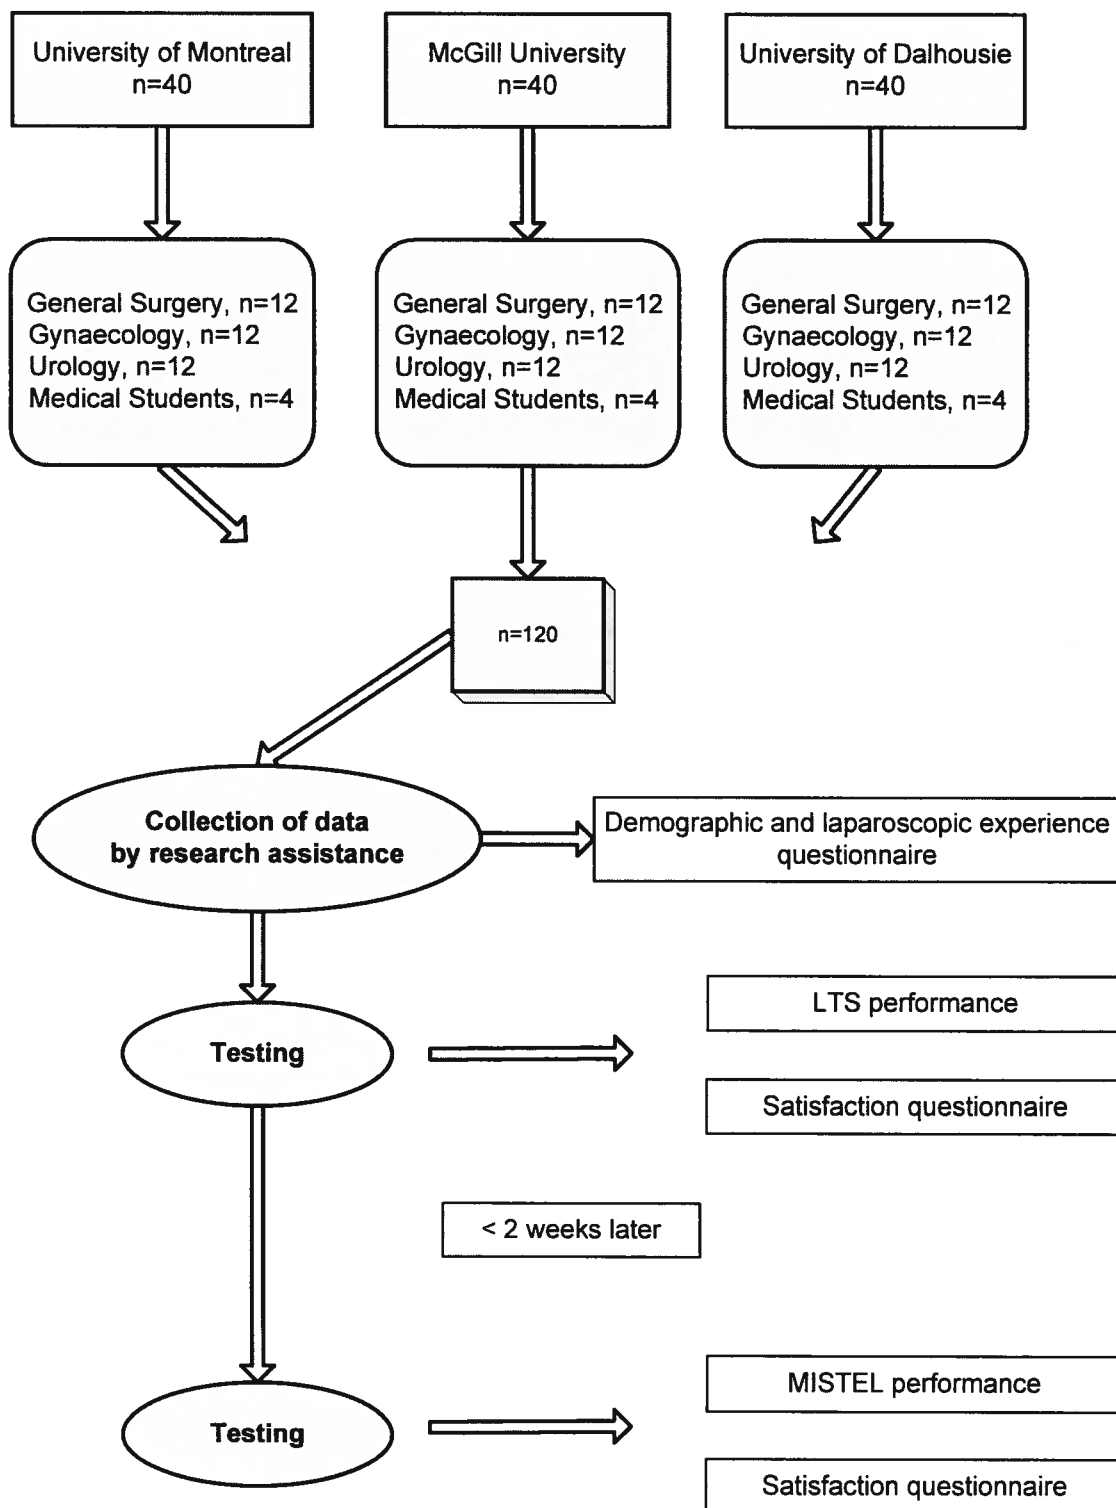 University of Montreal
n=40
McGill University
n=40
University of Dalhousie
n=40
General Surgery, n=12
Gynaecology, n=12
Urology, n=12
Medical Students, n=4
General Surgery, n=12
Gynaecology, n=12
Urology, n=12
Medical Students, n=4
General Surgery, n=12
Gynaecology, n=12
Urology, n=12
Medical Students, n=4
n=120
Collection of data
by research assistance
Demographic and laparoscopic experience
questionnaire
LTS performance
Testing
Satisfaction questionnaire
< 2 weeks later
MISTEL performance
Testing
Satisfaction questionnaire